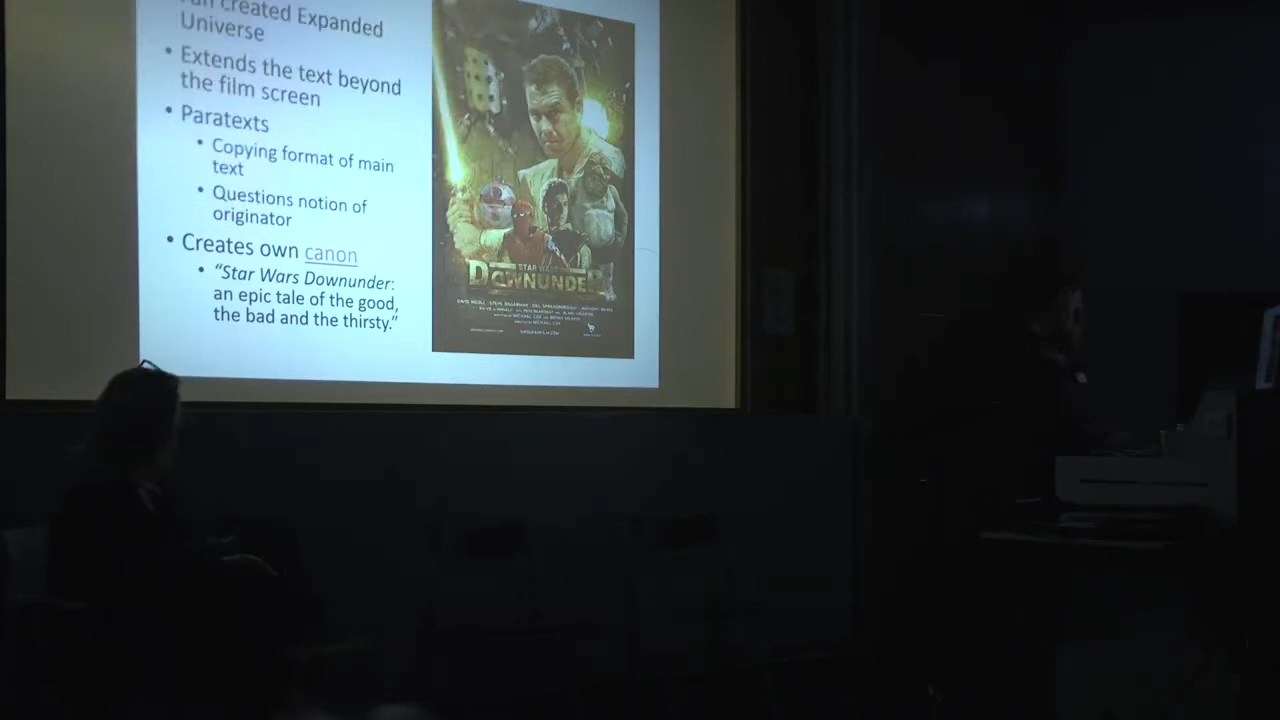 created Expanded
Universe
• Extends the text beyond
the film screen
• Paratexts
• Copying format of main
text
• Questions notion of
originator
• Creates own canon
• “Star Wars Downunder:
an epic tale of the good,
the bad and the thirsty.”
STAR WARS
DOWNUNDER